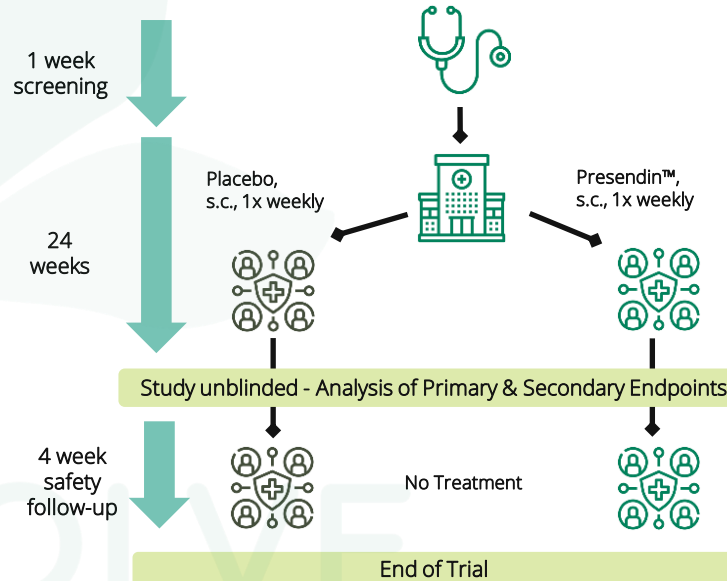 1 week
screening
Placebo,
s.c., 1x weekly
Presendin™,
s.c., 1x weekly
24
weeks
Study unblinded - Analysis of Primary & Secondary Endpoints
4 week
safety
follow-up
No Treatment
OLVE
End of Trial